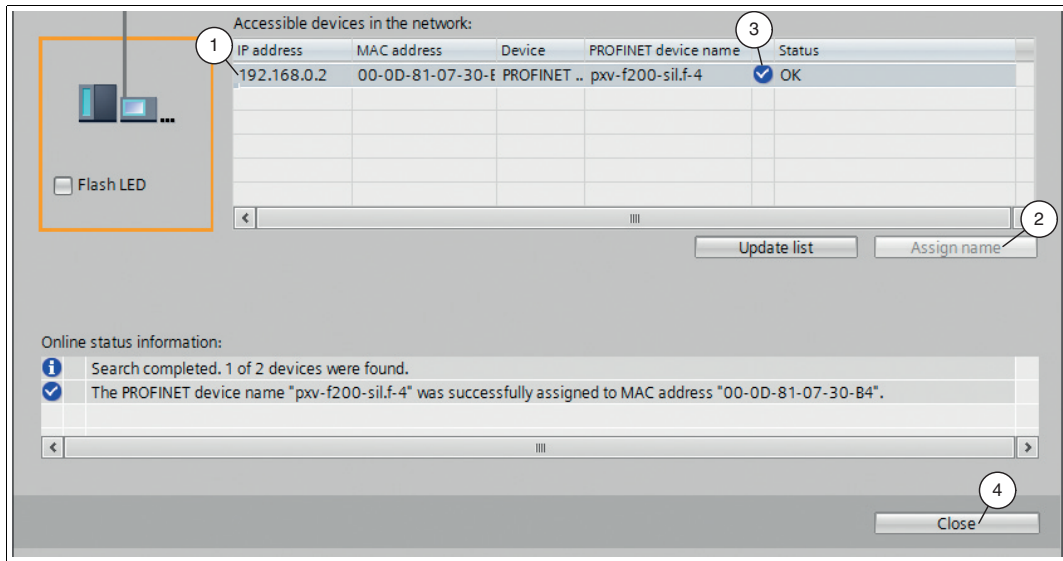 Accessible devices in the network:
1
3
IP address MAC address Device PROFINET device name Status
192.168.0.2 00-0D-81-07-30-E PROFINET .. pxv-f200-sil.f-4 OK
Flash LED
2
Update list Assign name
Online status information:
Search completed. 1 of 2 devices were found.
The PROFINET device name "pxv-f200-sil.f-4" was successfully assigned to MAC address "00-0D-81-07-30-B4".
4
Close